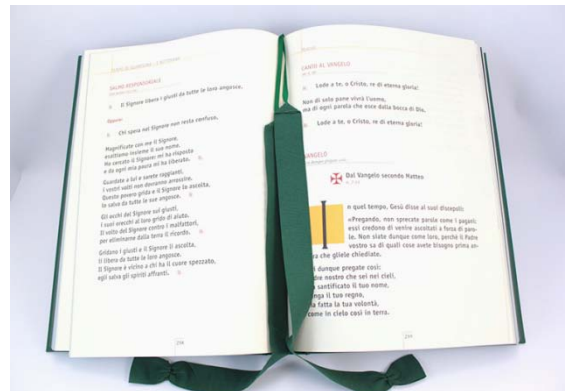 SALMO RESPONSORIALE
R. Il Signore libera i giusti da tutte le loro angosce.
Oppure:
R. Chi spera nel Signore non resta confuso.
Magnificate con me il Signore,
esaltiamo insieme il suo nome.
Ho cercato il Signore: mi ha risposto
e da ogni mia paura mi ha liberato. R.
Guardate a lui e sarete raggianti,
i vostri volti non dovranno arrossire.
Questo povero grida e il Signore lo ascolta,
lo salva da tutte le sue angosce. R.
Gli occhi del Signore sui giusti,
i suoi orecchi al loro grido di aiuto.
Il volto del Signore contro i malfattori,
per eliminarne dalla terra il ricordo. R.
Gridano i giusti e il Signore li ascolta,
li libera da tutte le loro angosce.
Il Signore è vicino a chi ha il cuore spezzato,
egli salva gli spiriti affranti. R.
CANTO AL VANGELO
R. Lode a te, o Cristo, re di eterna gloria!
Non di solo pane vivrà l'uomo,
ma di ogni parola che esce dalla bocca di Dio.
R. Lode a te, o Cristo, re di eterna gloria!
VANGELO
Dal Vangelo secondo Matteo
In quel tempo, Gesù disse ai suoi discepoli:
«Pregando, non sprecate parole come i pagani:
essi credono di venire ascoltati a forza di paro-
le. Non siate dunque come loro, perché il Padre
vostro sa di quali cose avete bisogno prima an-
ra che gliele chiediate.
dunque pregate così:
dre nostro che sei nei cieli,
santificato il tuo nome,
nga il tuo regno,
a fatta la tua volontà,
come in cielo così in terra.